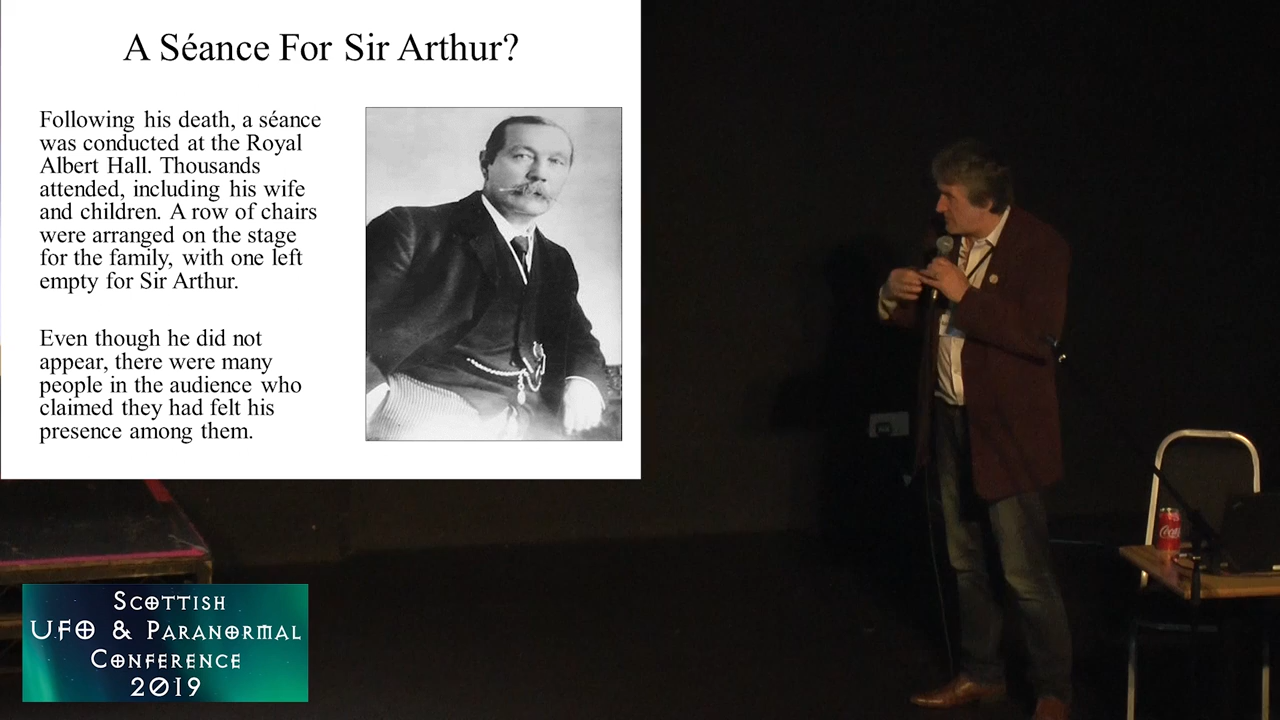 A Séance For Sir Arthur?
Following his death, a séance
was conducted at the Royal
Albert Hall. Thousands
attended, including his wife
and children. A row of chairs
were arranged on the stage
for the family, with one left
empty for Sir Arthur.
Even though he did not
appear, there were many
people in the audience who
claimed they had felt his
presence among them.
Scottish
UFO & Paranormal
Conference
2019